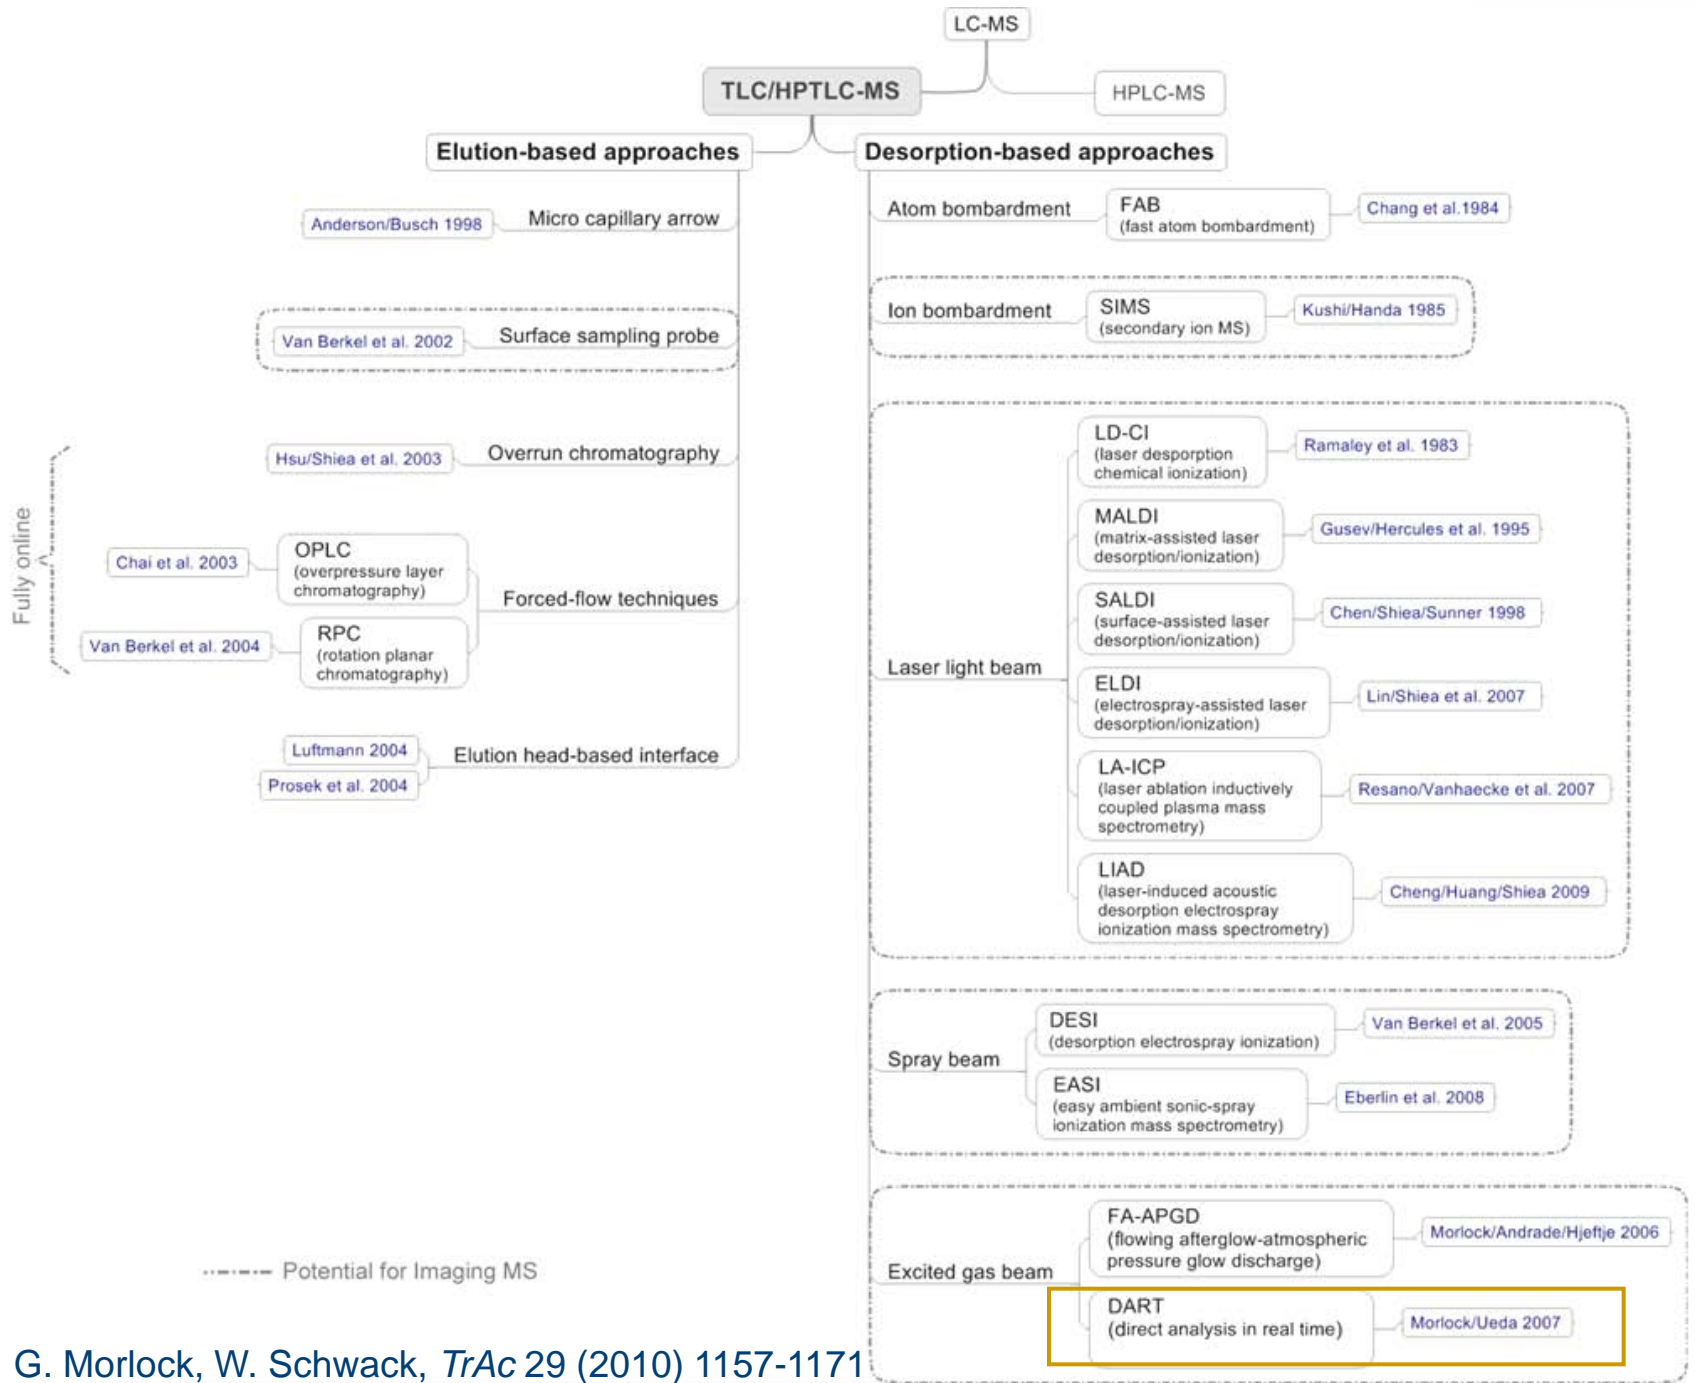 LC-MS
TLC/HPTLC-MS
HPLC-MS
Elution-based approaches
Desorption-based approaches
Anderson/Busch 1998
Micro capillary arrow
Van Berkel et al. 2002
Surface sampling probe
Hsu/Shiea et al. 2003
Overrun chromatography
Fully online
Chai et al. 2003
OPLC
(overpressure layer
chromatography)
Forced-flow techniques
Van Berkel et al. 2004
RPC
(rotation planar
chromatography)
Luftmann 2004
Prosek et al. 2004
Elution head-based interface
Atom bombardment
FAB
(fast atom bombardment)
Chang et al.1984
Ion bombardment
SIMS
(secondary ion MS)
Kushi/Handa 1985
Laser light beam
LD-CI
(laser desporption
chemical ionization)
Ramaley et al. 1983
MALDI
(matrix-assisted laser
desorption/ionization)
Gusev/Hercules et al. 1995
SALDI
(surface-assisted laser
desorption/ionization)
Chen/Shiea/Sunner 1998
ELDI
(electrospray-assisted laser
desorption/ionization)
Lin/Shiea et al. 2007
LA-ICP
(laser ablation inductively
coupled plasma mass
spectrometry)
Resano/Vanhaecke et al. 2007
LIAD
(laser-induced acoustic
desorption electrospray
ionization mass spectrometry)
Cheng/Huang/Shiea 2009
Spray beam
DESI
(desorption electrospray ionization)
Van Berkel et al. 2005
EASI
(easy ambient sonic-spray
ionization mass spectrometry)
Eberlin et al. 2008
Excited gas beam
FA-APGD
(flowing afterglow-atmospheric
pressure glow discharge)
Morlock/Andrade/Hjeftje 2006
DART
(direct analysis in real time)
Morlock/Ueda 2007
Potential for Imaging MS
G. Morlock, W. Schwack, TrAc 29 (2010) 1157-1171